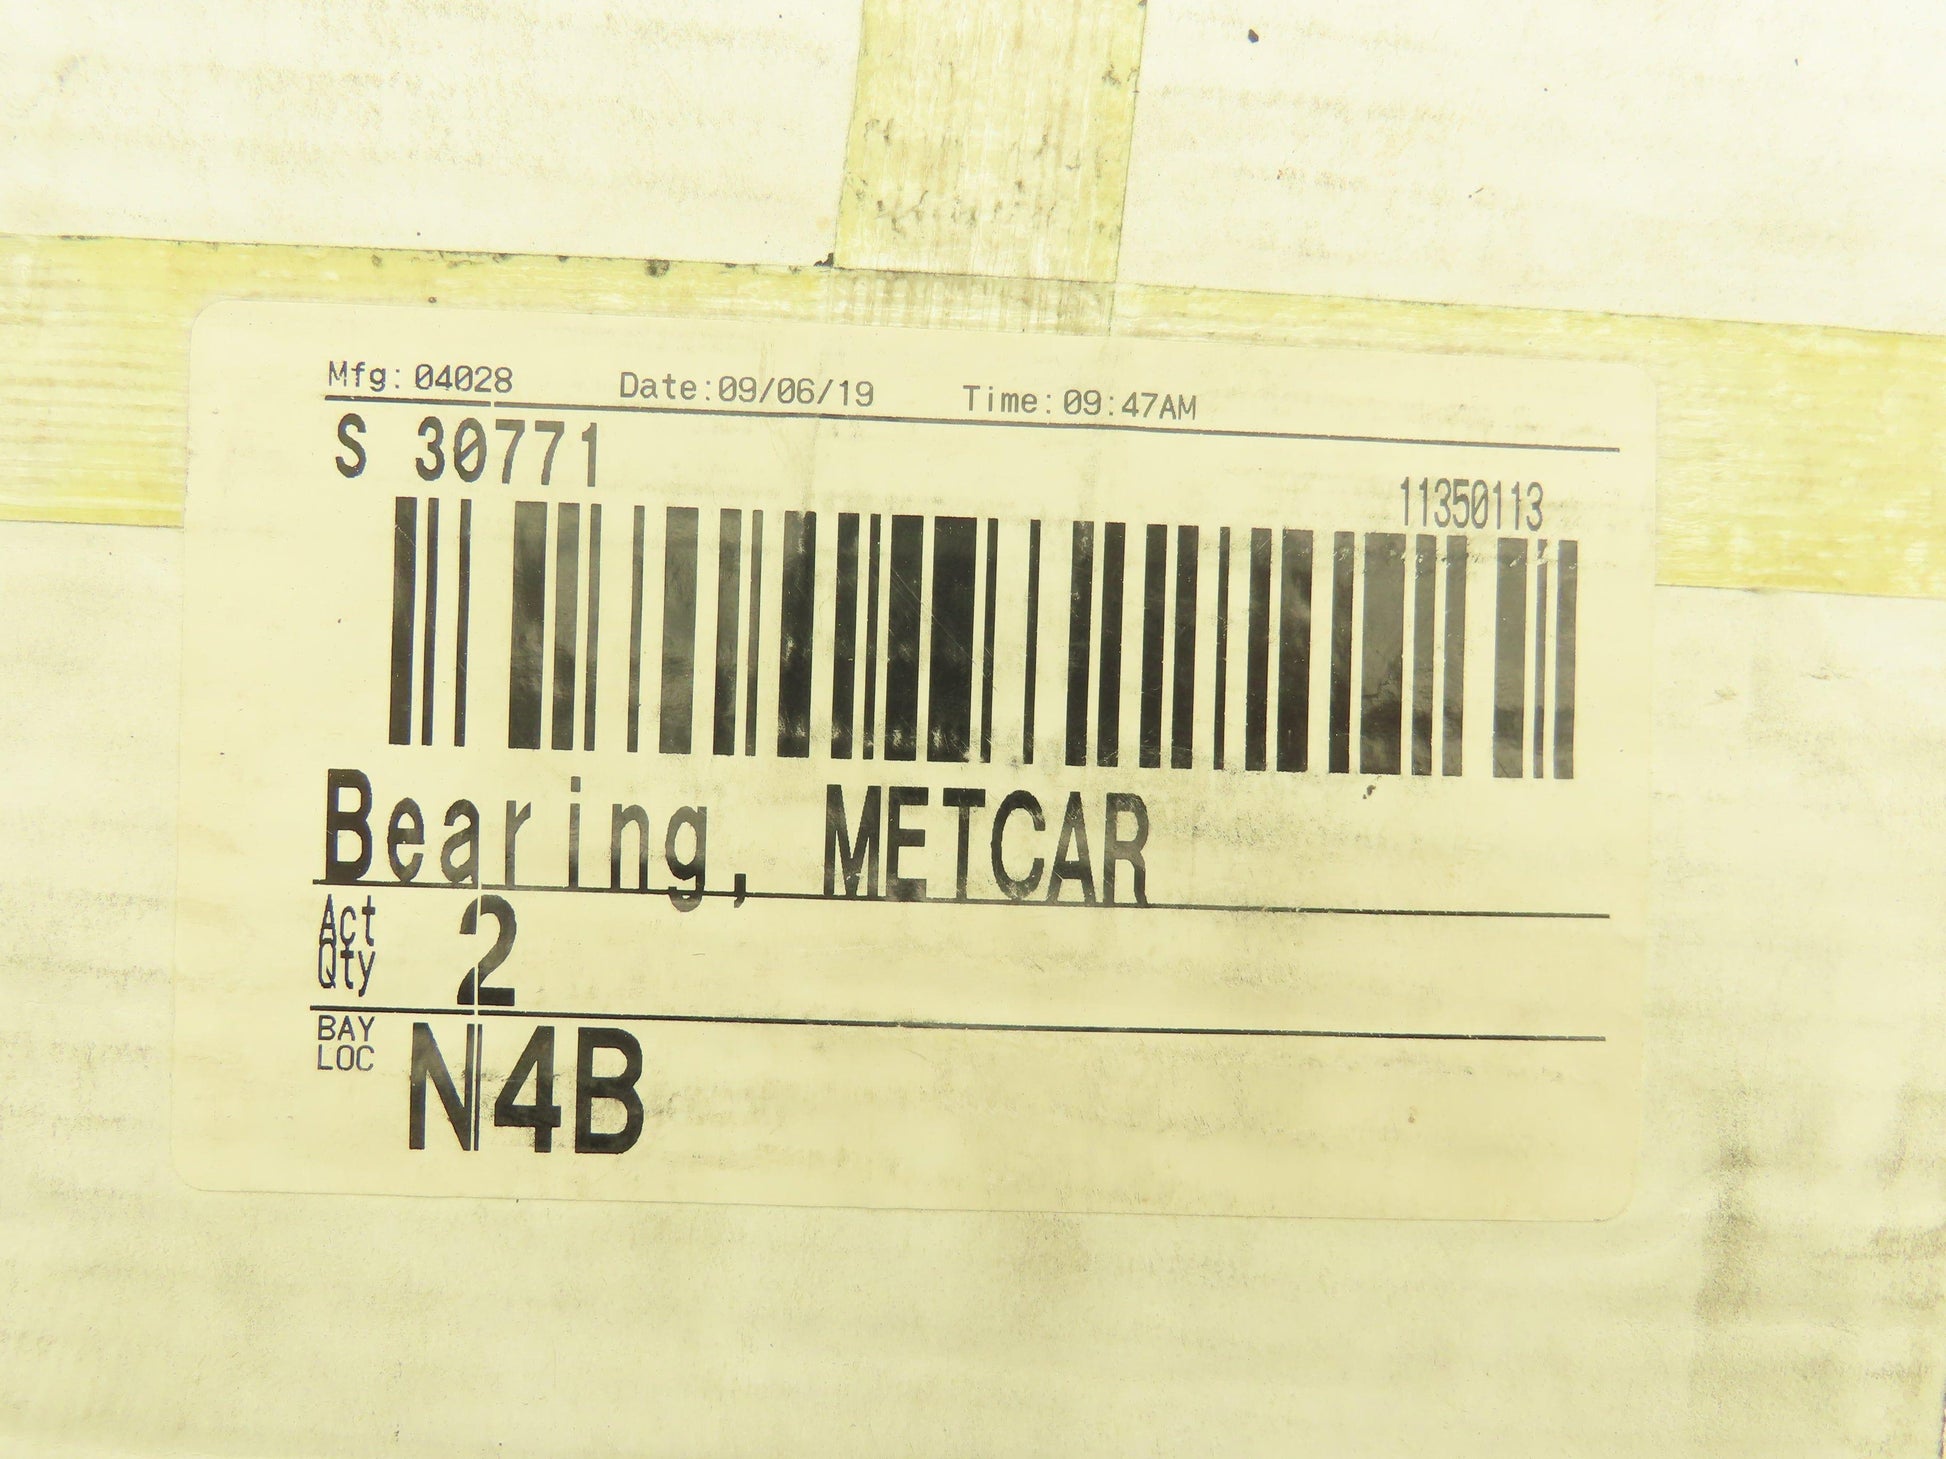 Mfg: 04028 Date:09/06/19 Time:09:47AM
S 30771
11350113
Bearing, METCAR
Act Qty 2
BAY LOC N4B